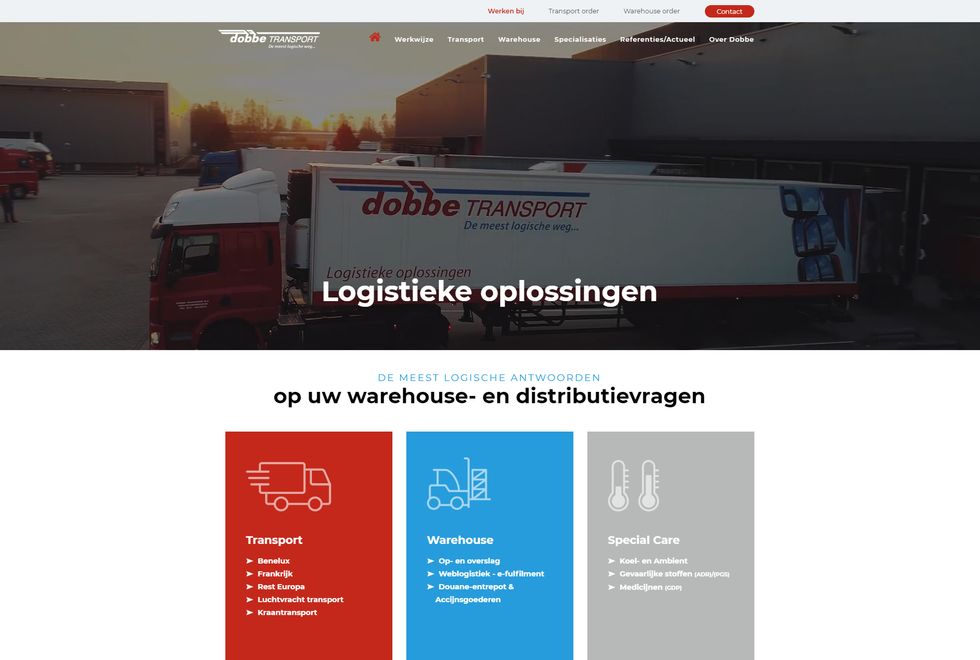 Werken bij Transport order Warehouse order Contact
dobbe TRANSPORT
De meest logische weg...
Werkwijze Transport Warehouse Specialisaties Referenties/Actueel Over Dobbe
dobbe TRANSPORT
De meest logische weg...
Logistieke oplossingen
Logistieke oplossingen
DE MEEST LOGISCHE ANTWOORDEN
op uw warehouse- en distributievragen
Transport
➤ Benelux
➤ Frankrijk
➤ Rest Europa
➤ Luchtvracht transport
➤ Kraantransport
Warehouse
➤ Op- en overslag
➤ Weblogistiek - e-fulfilment
➤ Douane-entrepot &
Accijnsgoederen
Special Care
➤ Koel- en Ambient
➤ Gevaarlijke stoffen (ADR)/(PGS)
➤ Medicijnen (GDP)